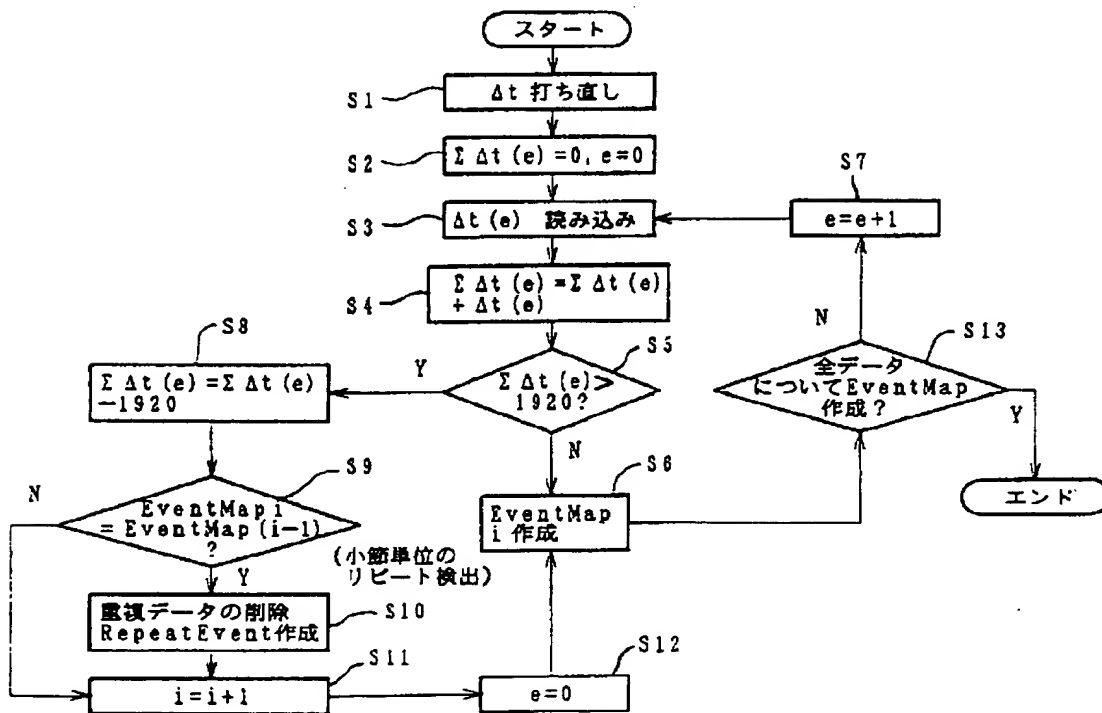 スタート
S1
Δt 打ち直し
S2
ΣΔt(e)=0, e=0
S7
S3
Δt(e) 読み込み
e=e+1
S4
ΣΔt(e)=ΣΔt(e)
+Δt(e)
N
S13
S8
S5
Y
ΣΔt(e)=ΣΔt(e)
−1920
ΣΔt(e)>
1920?
全データ
についてEventMap
作成?
Y
N
S9
S6
N
EventMap i
=EventMap(i−1)
?
EventMap
i 作成
エンド
(小節単位の
リピート検出)
Y
重複データの削除
RepeatEvent作成
S10
S11
S12
i=i+1
e=0